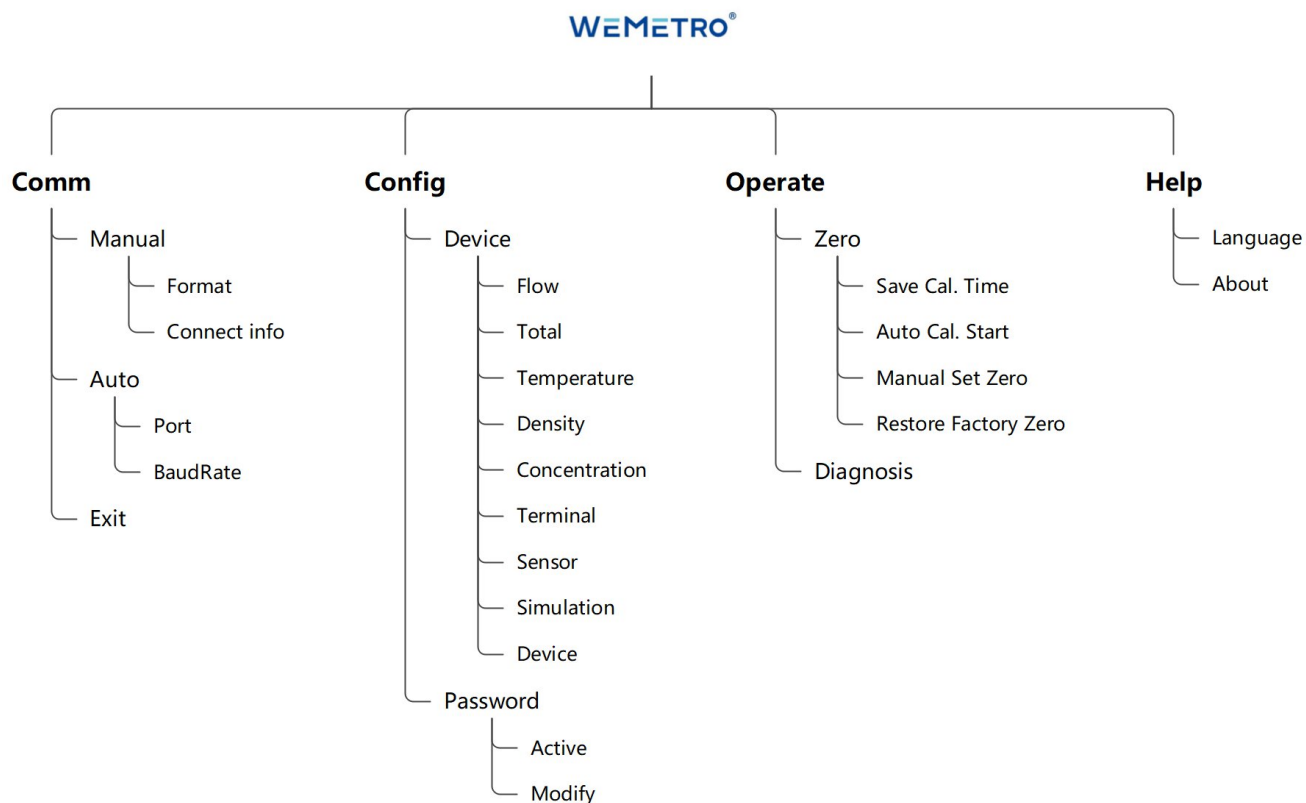 WEMETRO®
Comm
Manual
Format
Connect info
Auto
Port
BaudRate
Exit
Config
Device
Flow
Total
Temperature
Density
Concentration
Terminal
Sensor
Simulation
Device
Password
Active
Modify
Operate
Zero
Save Cal. Time
Auto Cal. Start
Manual Set Zero
Restore Factory Zero
Diagnosis
Help
Language
About